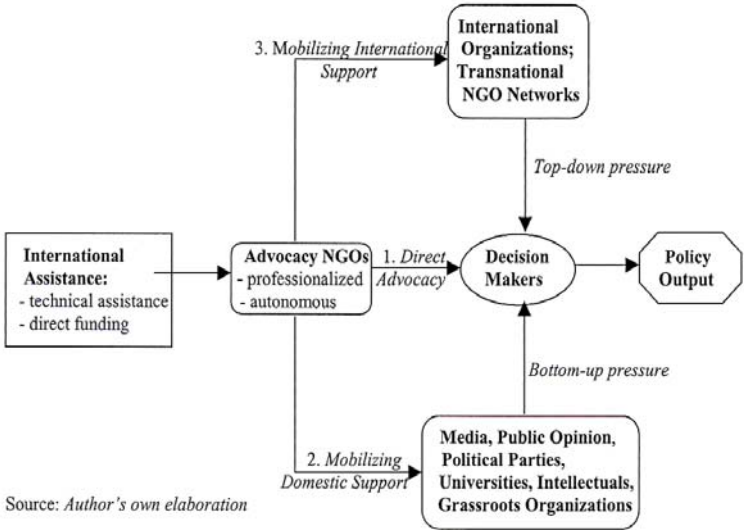 3. Mobilizing International
Support
International
Organizations;
Transnational
NGO Networks
Top-down pressure
International
Assistance:
- technical assistance
- direct funding
Advocacy NGOs
- professionalized
- autonomous
1. Direct
Advocacy
Decision
Makers
Policy
Output
Bottom-up pressure
2. Mobilizing
Domestic Support
Media, Public Opinion,
Political Parties,
Universities, Intellectuals,
Grassroots Organizations
Source: Author's own elaboration